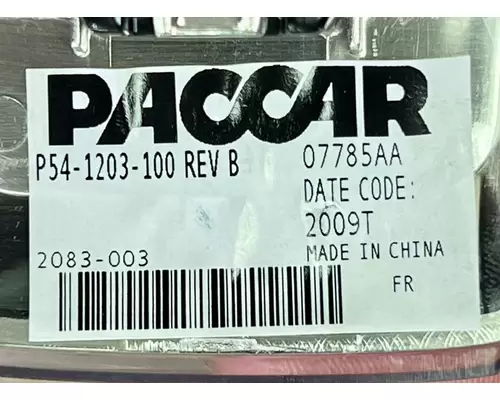 PACCAR
P54-1203-100 REV B
07785AA
DATE CODE:
2009T
2083-003
MADE IN CHINA
FR